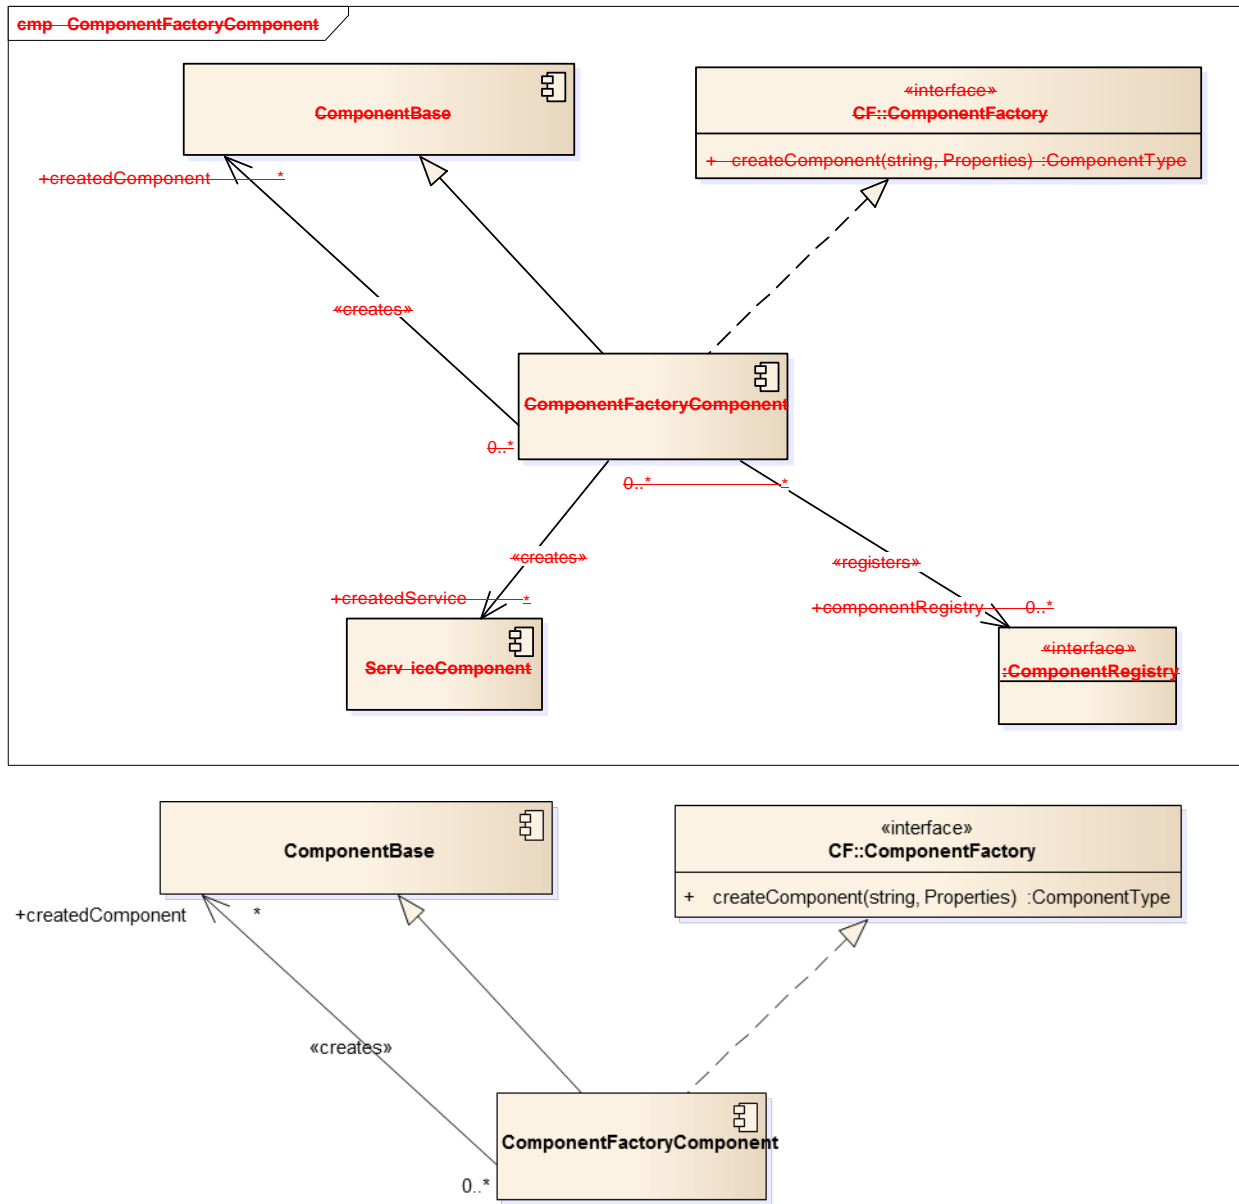 cmp ComponentFactoryComponent
ComponentBase
«interface»
CF::ComponentFactory
+ createComponent(string, Properties) :ComponentType
+createdComponent *
«creates»
ComponentFactoryComponent
0..*
0..* *
«creates»
«registers»
+createdService *
+componentRegistry 0..*
Serv iceComponent
«interface»
:ComponentRegistry
ComponentBase
«interface»
CF::ComponentFactory
+ createComponent(string, Properties) :ComponentType
+createdComponent *
«creates»
ComponentFactoryComponent
0..*